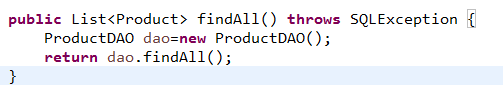 public List<Product> findAll() throws SQLException {
    ProductDAO dao=new ProductDAO();
    return dao.findAll();
}